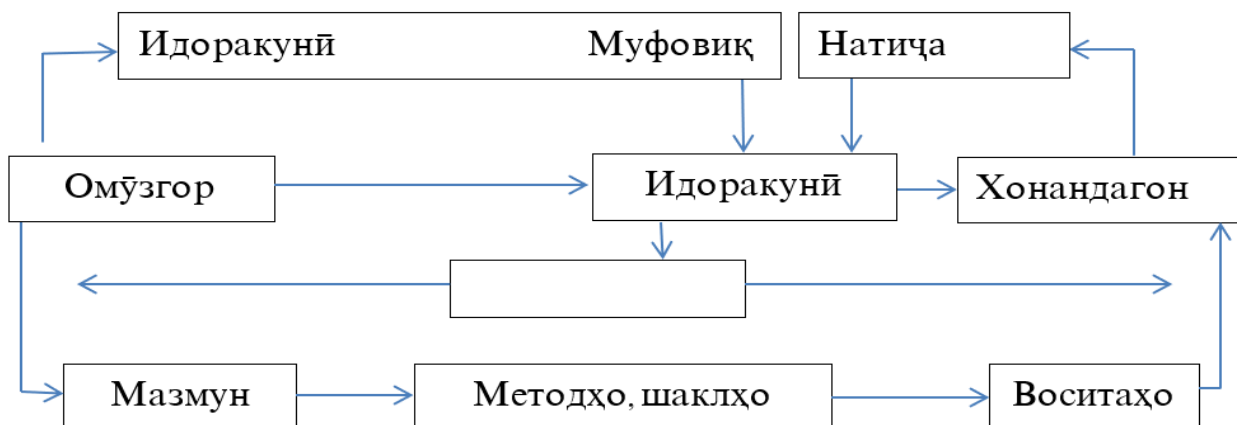 Идоракунӣ Муфовиқ Натиҷа
Омӯзгор Идоракунӣ Хонандагон
Мазмун Методҳо, шаклҳо Воситаҳо